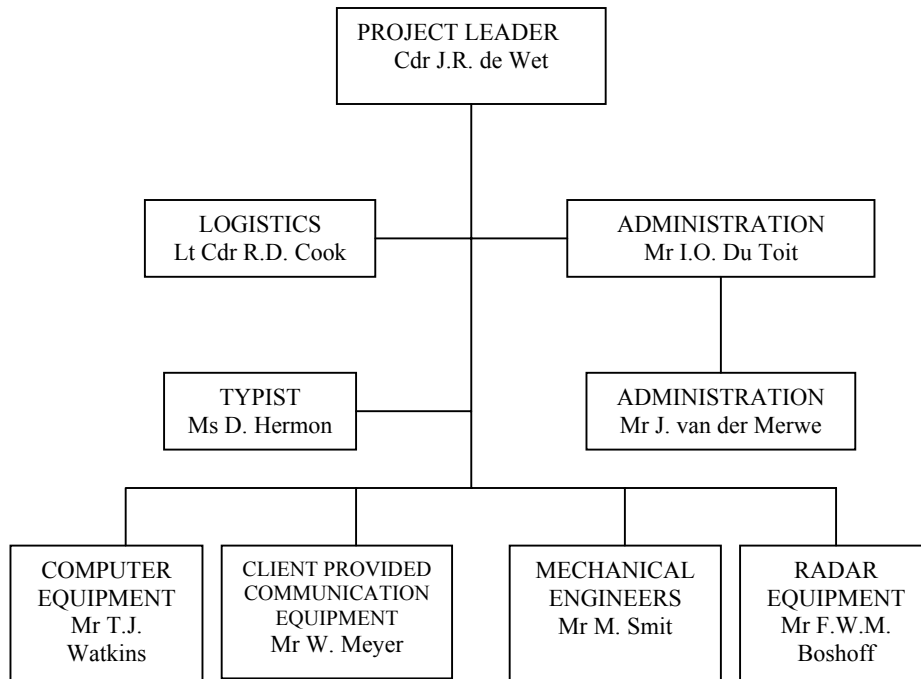 PROJECT LEADER
Cdr J.R. de Wet
LOGISTICS
Lt Cdr R.D. Cook
ADMINISTRATION
Mr I.O. Du Toit
TYPIST
Ms D. Hermon
ADMINISTRATION
Mr J. van der Merwe
COMPUTER
EQUIPMENT
Mr T.J.
Watkins
CLIENT PROVIDED
COMMUNICATION
EQUIPMENT
Mr W. Meyer
MECHANICAL
ENGINEERS
Mr M. Smit
RADAR
EQUIPMENT
Mr F.W.M.
Boshoff